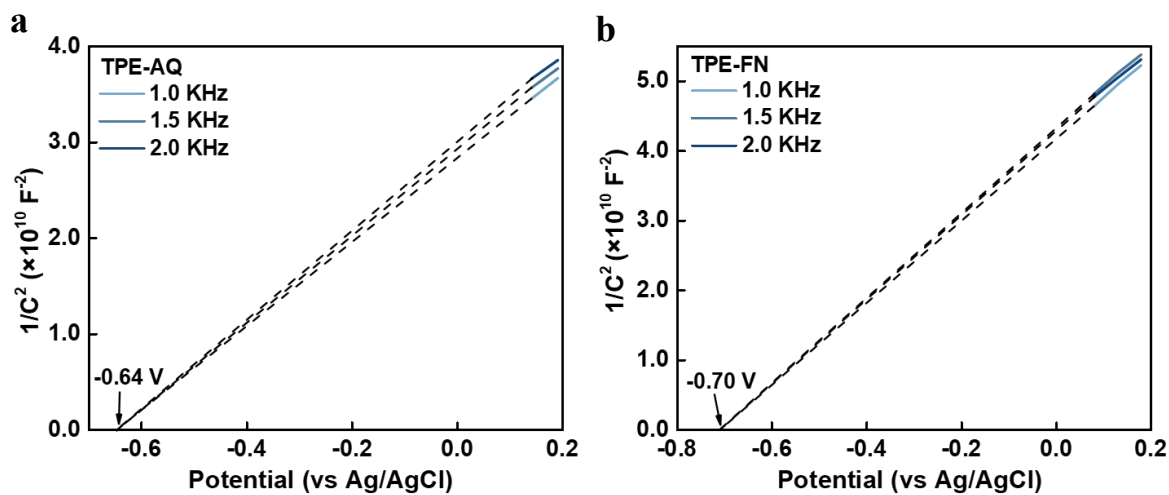 a
TPE-AQ
1.0 KHz
1.5 KHz
2.0 KHz
-0.64 V
4.0
3.0
2.0
1.0
0.0
-0.6
-0.4
-0.2
0.0
0.2
1/C² (×10¹⁰ F⁻²)
Potential (vs Ag/AgCl)
b
TPE-FN
1.0 KHz
1.5 KHz
2.0 KHz
-0.70 V
5.0
4.0
3.0
2.0
1.0
0.0
-0.8
-0.6
-0.4
-0.2
0.0
0.2
1/C² (×10¹⁰ F⁻²)
Potential (vs Ag/AgCl)